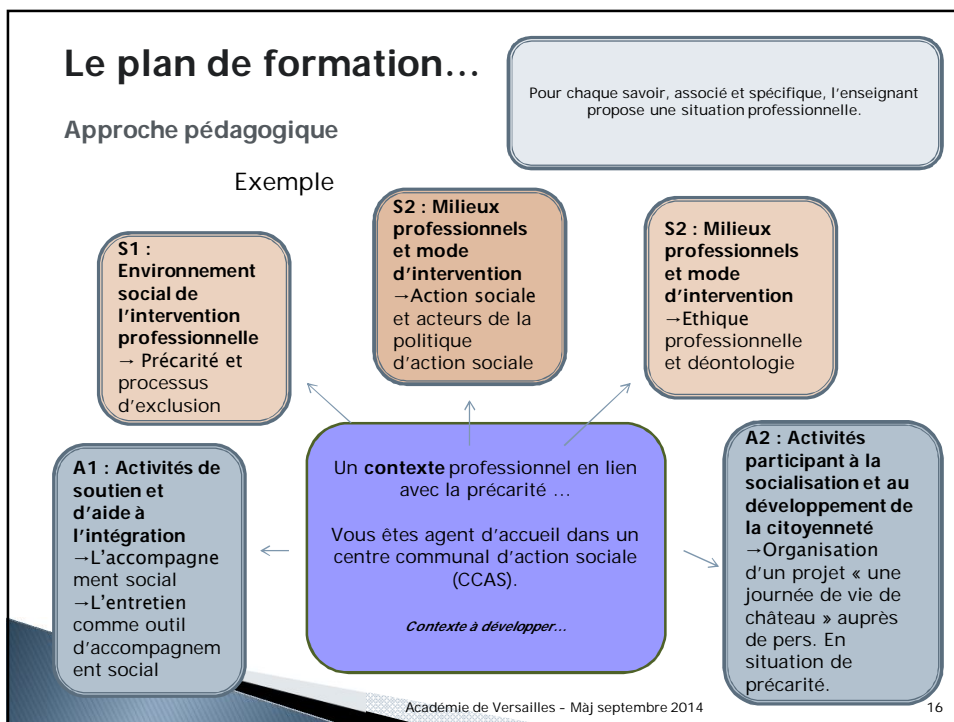 Le plan de formation…
Pour chaque savoir, associé et spécifique, l'enseignant
propose une situation professionnelle.
Approche pédagogique
Exemple
S1 :
Environnement
social de
l'intervention
professionnelle
→ Précarité et
processus
d'exclusion
S2 : Milieux
professionnels
et mode
d'intervention
→Action sociale
et acteurs de la
politique
d'action sociale
S2 : Milieux
professionnels
et mode
d'intervention
→Ethique
professionnelle
et déontologie
A1 : Activités de
soutien et
d'aide à
l'intégration
→L'accompagne
ment social
→L'entretien
comme outil
d'accompagnem
ent social
Un contexte professionnel en lien
avec la précarité …
Vous êtes agent d'accueil dans un
centre communal d'action sociale
(CCAS).
Contexte à développer…
A2 : Activités
participant à la
socialisation et au
développement de
la citoyenneté
→Organisation
d'un projet « une
journée de vie de
château » auprès
de pers. En
situation de
précarité.
Académie de Versailles - Màj septembre 2014
16